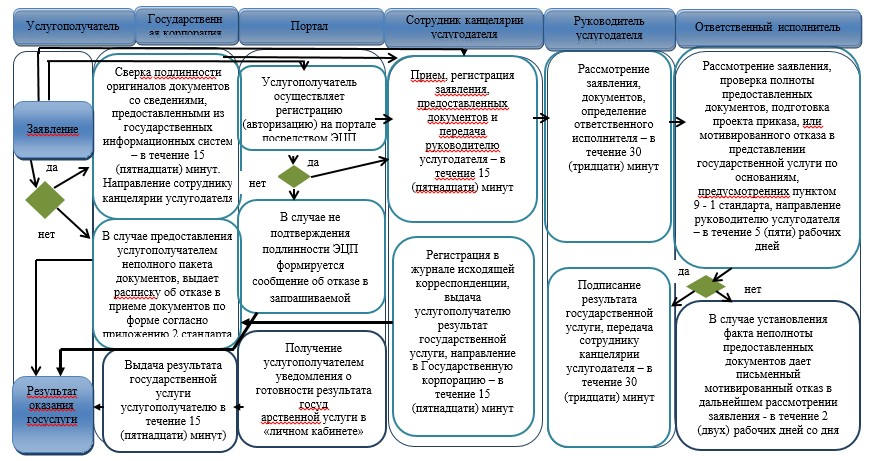 Услугополучатель
Государственн
ая корпорация
Портал
Сотрудник канцелярии
услугодателя
Руководитель
услугодателя
Ответственный исполнитель
Заявление
да
нет
Результат
оказания
госуслуги
Сверка подлинности
оригиналов документов
со сведениями,
предоставленными из
государственных
информационных систем
– в течение 15
(пятнадцати) минут.
Направление сотруднику
канцелярии услугодателя
В случае предоставления
услугополучателем
неполного пакета
документов, выдает
расписку об отказе в
приеме документов по
форме согласно
приложению 2 стандарта
Выдача результата
государственной
услуги
услугополучателю в
течение 15
(пятнадцати) минут)
Услугополучатель
осуществляет
регистрацию
(авторизацию) на портале
посредством ЭЦП
да
нет
В случае не
подтверждения
подлинности ЭЦП
формируется
сообщение об отказе в
запрашиваемой
Получение
услугополучателем
уведомления о
готовности результата
госуд
арственной услуги в
«личном кабинете»
Прием, регистрация
заявления,
предоставленных
документов и
передача
руководителю
услугодателя – в
течение 15
(пятнадцати) минут
Регистрация в
журнале исходящей
корреспонденции,
выдача
услугополучателю
результат
государственной
услуги, направление
в Государственную
корпорацию – в
течение 15
(пятнадцати) минут
Рассмотрение
заявления,
документов,
определение
ответственного
исполнителя – в
течение 30
(тридцати) минут
Подписание
результата
государственной
услуги, передача
сотруднику
канцелярии
услугодателя – в
течение 30
(тридцати) минут
Рассмотрение заявления,
проверка полноты
предоставленных
документов, подготовка
проекта приказа, или
мотивированного отказа в
представлении
государственной услуги по
основаниям,
предусмотренних пунктом
9 - 1 стандарта, направление
руководителю услугодателя
– в течение 5 (пяти) рабочих
дней
да
нет
В случае установления
факта неполноты
предоставленных
документов дает
письменный
мотивированный отказ в
дальнейшем рассмотрении
заявления - в течение 2
(двух) рабочих дней со дня